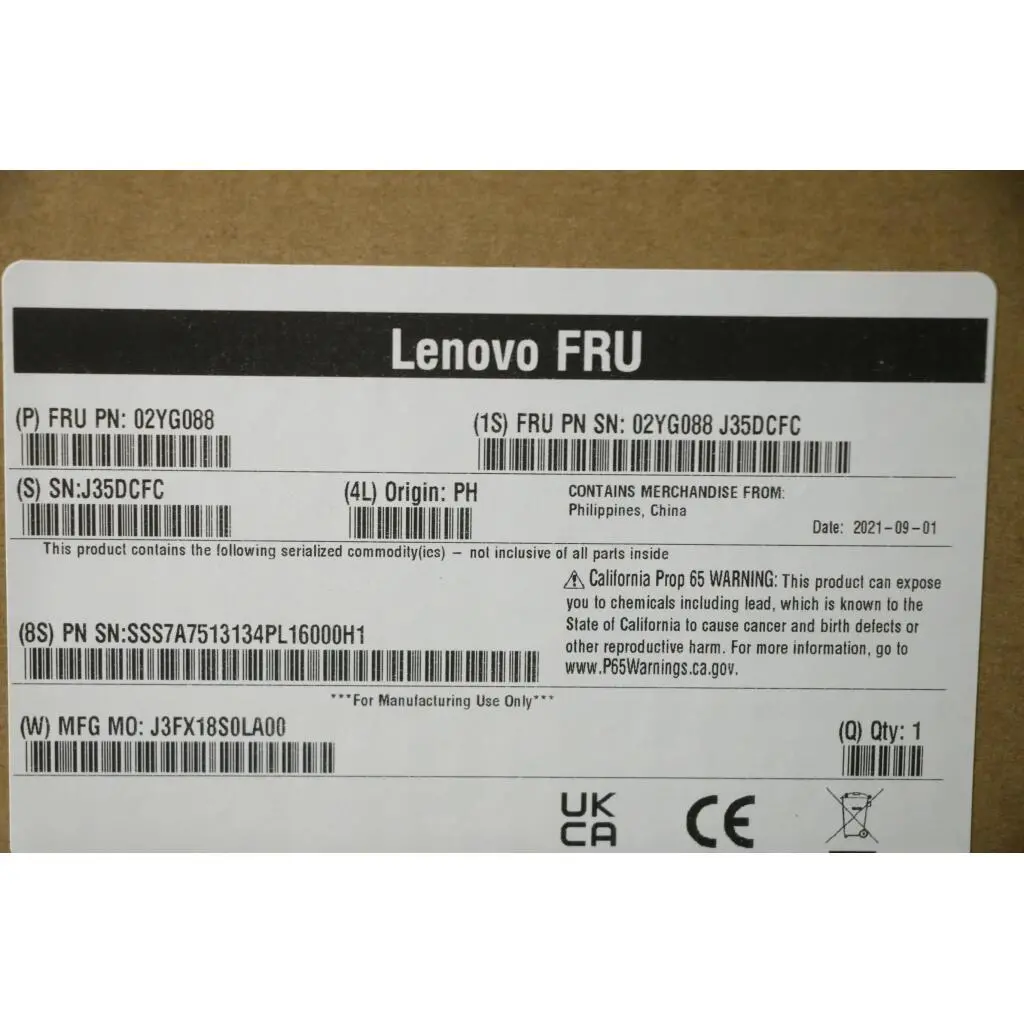 Lenovo FRU
(P) FRU PN: 02YG088
(1S) FRU PN SN: 02YG088 J35DCFC
(S) SN:J35DCFC
(4L) Origin: PH
CONTAINS MERCHANDISE FROM:
Philippines, China
Date: 2021-09-01
This product contains the following serialized commodity(ies) – not inclusive of all parts inside
⚠ California Prop 65 WARNING: This product can expose
you to chemicals including lead, which is known to the
State of California to cause cancer and birth defects or
other reproductive harm. For more information, go to
www.P65Warnings.ca.gov.
(8S) PN SN:SSS7A7513134PL16000H1
***For Manufacturing Use Only***
(W) MFG MO: J3FX18S0LA00
(Q) Qty: 1
UK
CA
CE